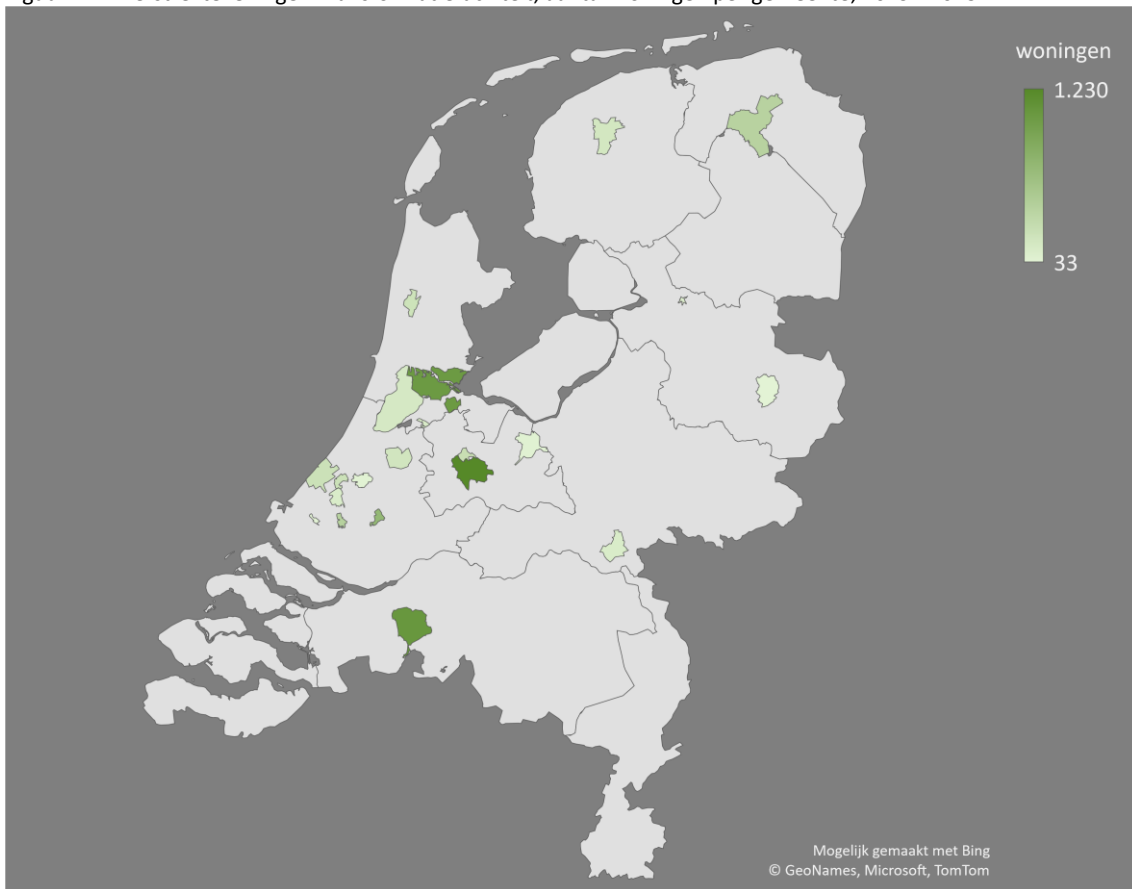 woningen
1.230
33
Mogelijk gemaakt met Bing
© GeoNames, Microsoft, TomTom